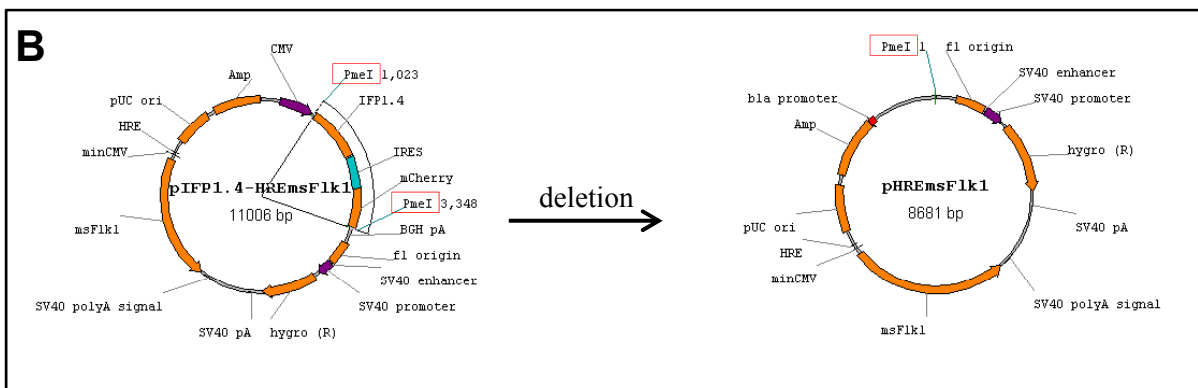 B
CMV
PmeI 1,023
Amp
IFP1.4
pUC ori
HRE
IRES
minCMV
mCherry
pIFP1.4-HREmsFlk1
11006 bp
PmeI 3,348
BGH pA
msFlk1
fl origin
SV40 enhancer
SV40 polyA signal
SV40 promoter
SV40 pA
hygro (R)
deletion
PmeI 1
fl origin
SV40 enhancer
SV40 promoter
bla promoter
Amp
hygro (R)
pHREmsFlk1
8681 bp
pUC ori
SV40 pA
HRE
minCMV
SV40 polyA signal
msFlk1